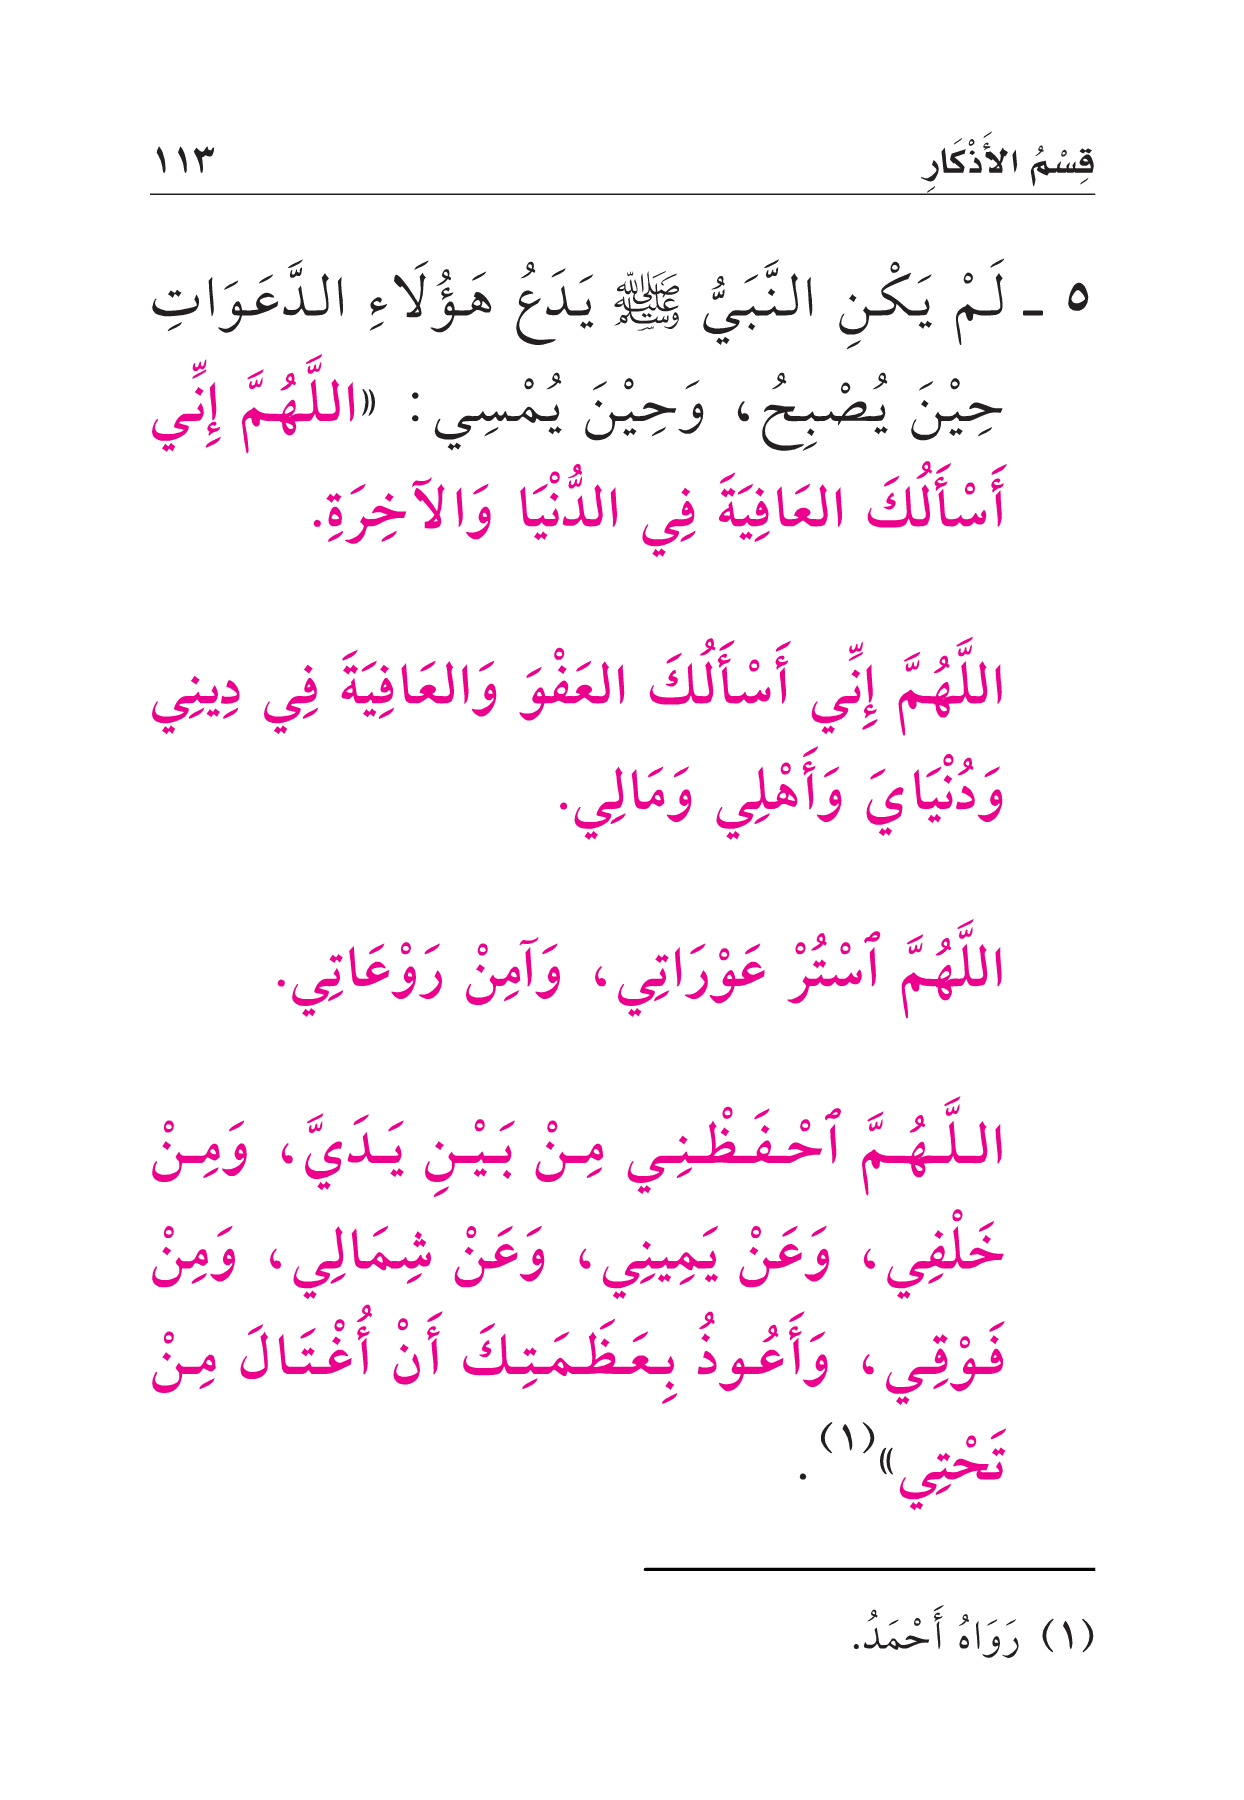 قِسْمُ الأَذْكَارِ ١١٣
٥ ـ لَمْ يَكْنِ النَّبَيُّ ﷺ يَدَعُ هَؤُلَاءِ الدَّعَوَاتِ
حِيْنَ يُصْبِحُ، وَحِيْنَ يُمْسِي: «اللَّهُمَّ إِنِّي
أَسْأَلُكَ العَافِيَةَ فِي الدُّنْيَا وَالآخِرَةِ.
اللَّهُمَّ إِنِّي أَسْأَلُكَ العَفْوَ وَالعَافِيَةَ فِي دِينِي
وَدُنْيَايَ وَأَهْلِي وَمَالِي.
اللَّهُمَّ ٱسْتُرْ عَوْرَاتِي، وَآمِنْ رَوْعَاتِي.
اللَّهُمَّ ٱحْفَظْنِي مِنْ بَيْنِ يَدَيَّ، وَمِنْ
خَلْفِي، وَعَنْ يَمِينِي، وَعَنْ شِمَالِي، وَمِنْ
فَوْقِي، وَأَعُوذُ بِعَظَمَتِكَ أَنْ أُغْتَالَ مِنْ
تَحْتِي»(١).
(١) رَوَاهُ أَحْمَدُ.